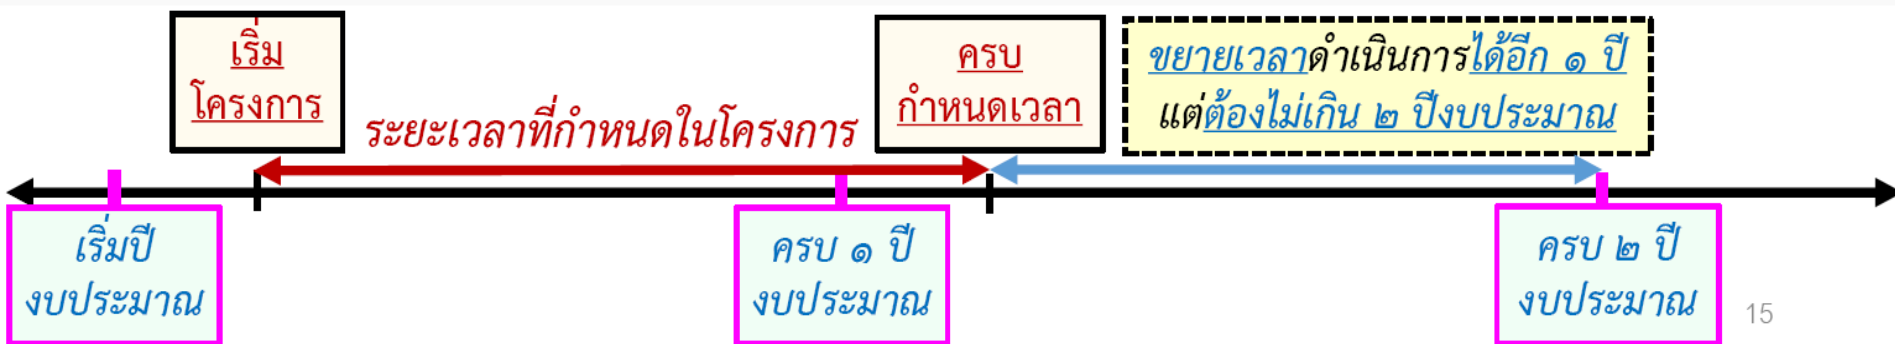 เริ่ม
โครงการ
ระยะเวลาที่กำหนดในโครงการ
ครบ
กำหนดเวลา
ขยายเวลาดำเนินการได้อีก ๑ ปี
แต่ต้องไม่เกิน ๒ ปีงบประมาณ
เริ่มปี
งบประมาณ
ครบ ๑ ปี
งบประมาณ
ครบ ๒ ปี
งบประมาณ
15